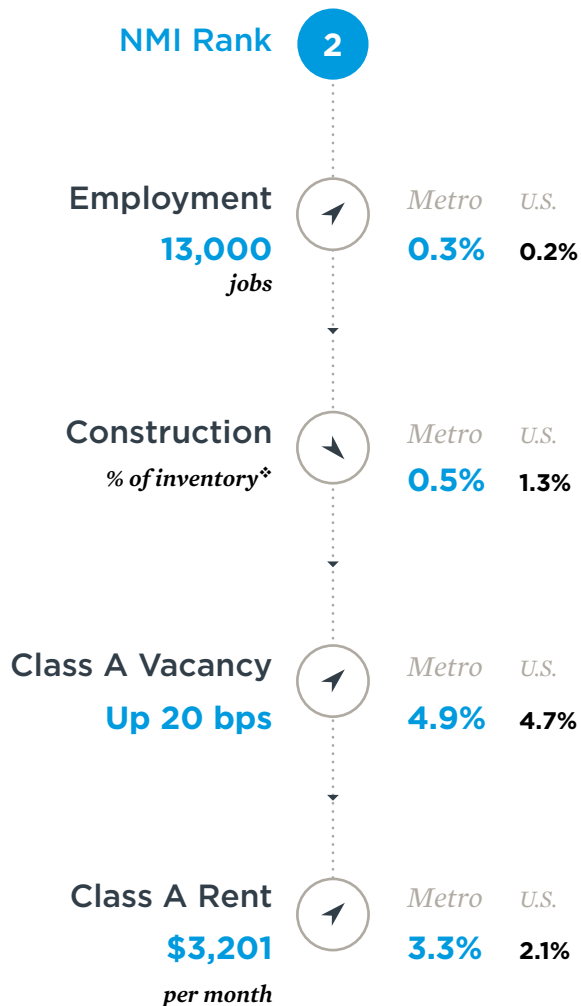 NMI Rank 2
Employment Metro U.S.
13,000 0.3% 0.2%
jobs
Construction Metro U.S.
% of inventory❖ 0.5% 1.3%
Class A Vacancy Metro U.S.
Up 20 bps 4.9% 4.7%
Class A Rent Metro U.S.
$3,201 3.3% 2.1%
per month